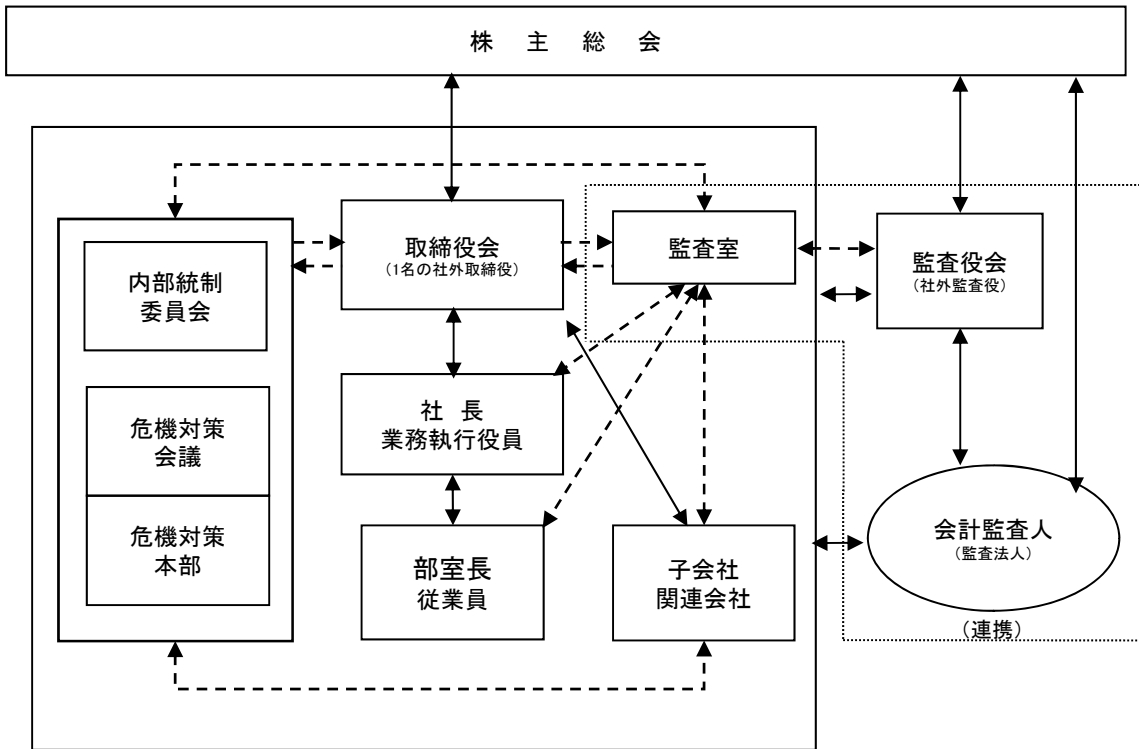 株 主 総 会
取締役会
(1名の社外取締役)
監査室
監査役会
(社外監査役)
内部統制
委員会
社 長
業務執行役員
危機対策
会議
危機対策
本部
部室長
従業員
子会社
関連会社
会計監査人
(監査法人)
(連携)